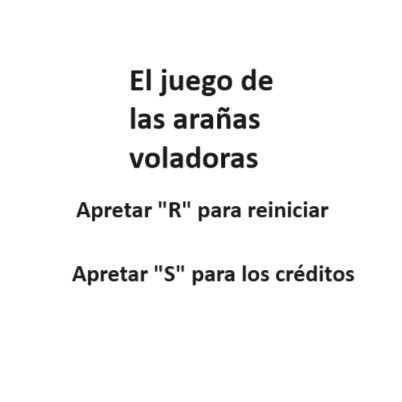 El juego de
las arañas
voladoras
Apretar "R" para reiniciar
Apretar "S" para los créditos